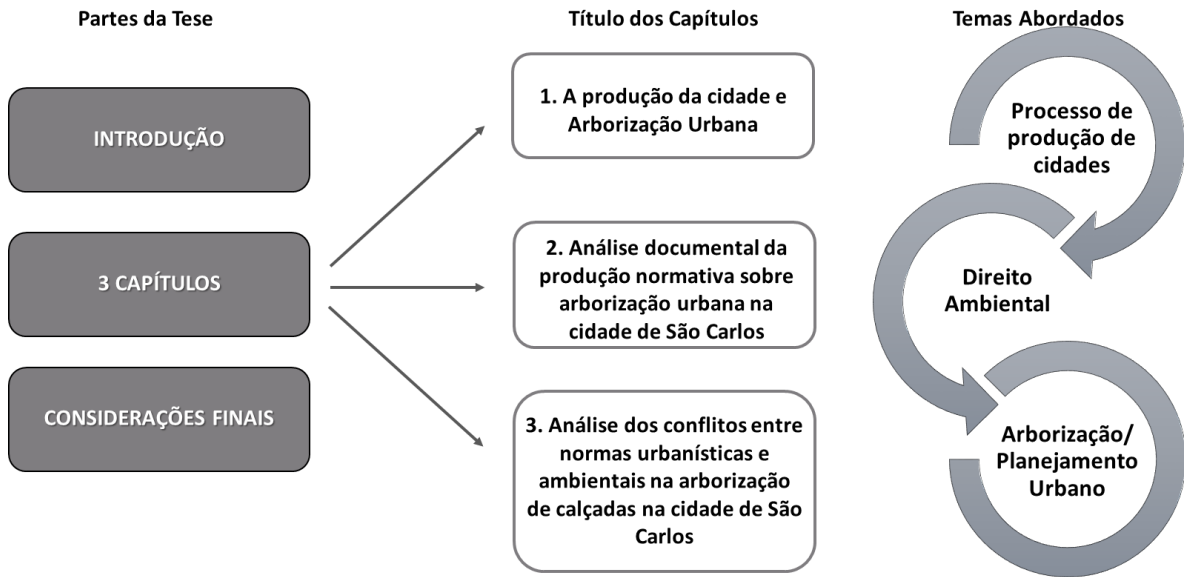 Partes da Tese
INTRODUÇÃO
3 CAPÍTULOS
CONSIDERAÇÕES FINAIS
Título dos Capítulos
1. A produção da cidade e
Arborização Urbana
2. Análise documental da
produção normativa sobre
arborização urbana na
cidade de São Carlos
3. Análise dos conflitos entre
normas urbanísticas e
ambientais na arborização
de calçadas na cidade de São
Carlos
Temas Abordados
Processo de
produção de
cidades
Direito
Ambiental
Arborização/
Planejamento
Urbano